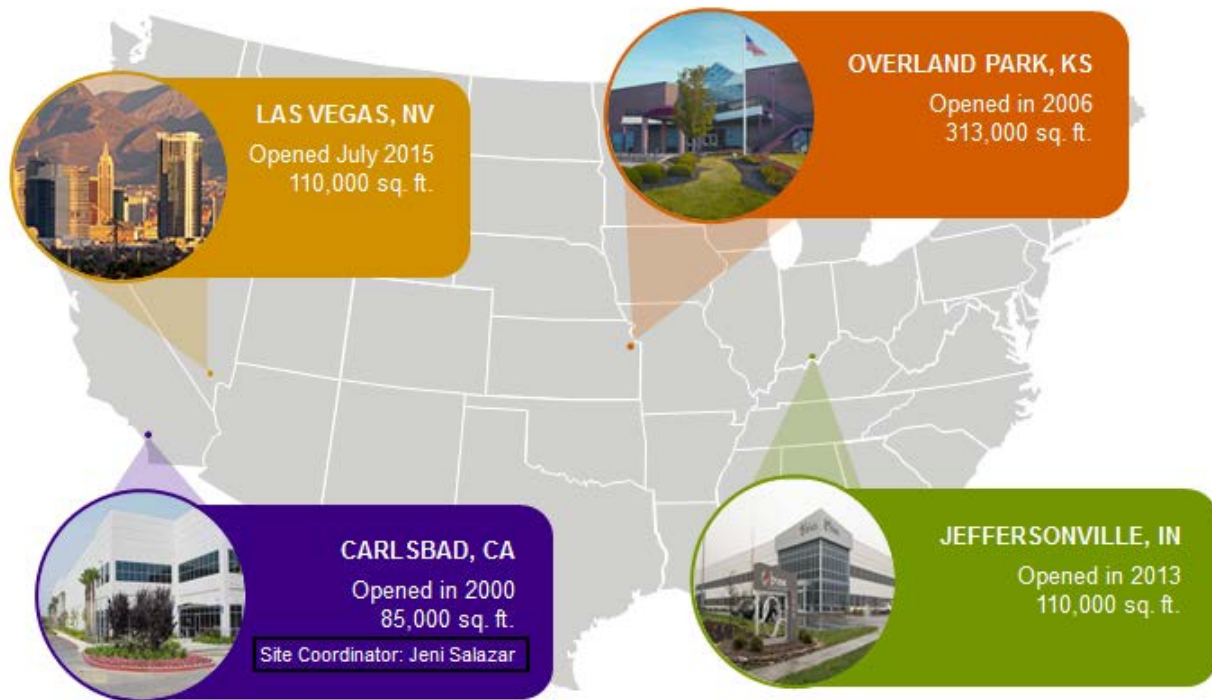 LAS VEGAS, NV
Opened July 2015
110,000 sq. ft.
OVERLAND PARK, KS
Opened in 2006
313,000 sq. ft.
CARLSBAD, CA
Opened in 2000
85,000 sq. ft.
Site Coordinator: Jeni Salazar
JEFFERSONVILLE, IN
Opened in 2013
110,000 sq. ft.